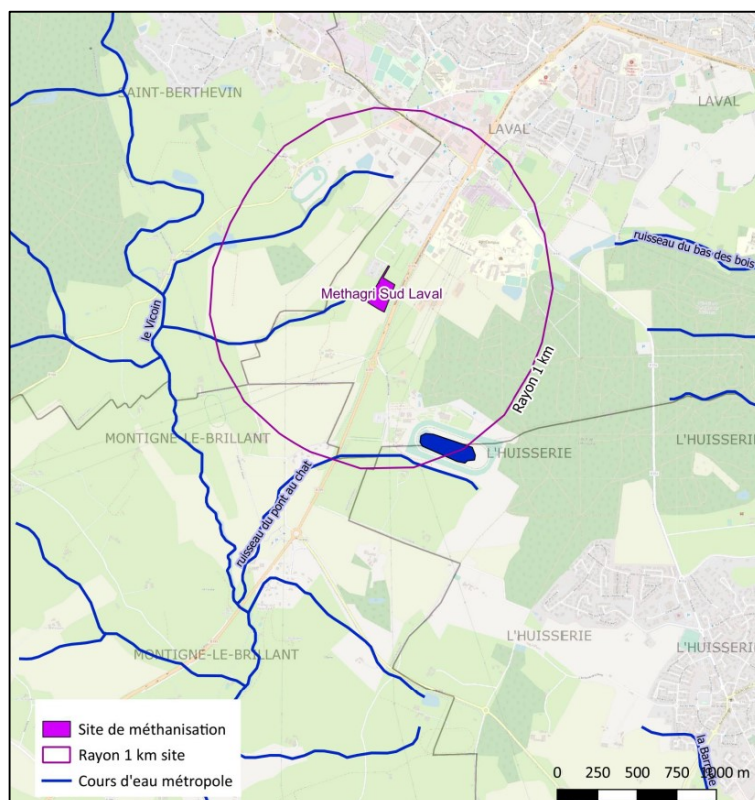 SAINT-BERTHEVIN
LAVAL
LAVAL
ruisseau du bas des bois
Methagri Sud Laval
le Vicoin
Rayon 1 km
MONTIGNE-LE-BRILLANT
L'HUISSERIE
L'HUISSERIE
ruisseau du pont au chat
L'HUISSERIE
L'HUISSERIE
MONTIGNE-LE-BRILLANT
Site de méthanisation
Rayon 1 km site
Cours d'eau métropole
0 250 500 750 1000 m